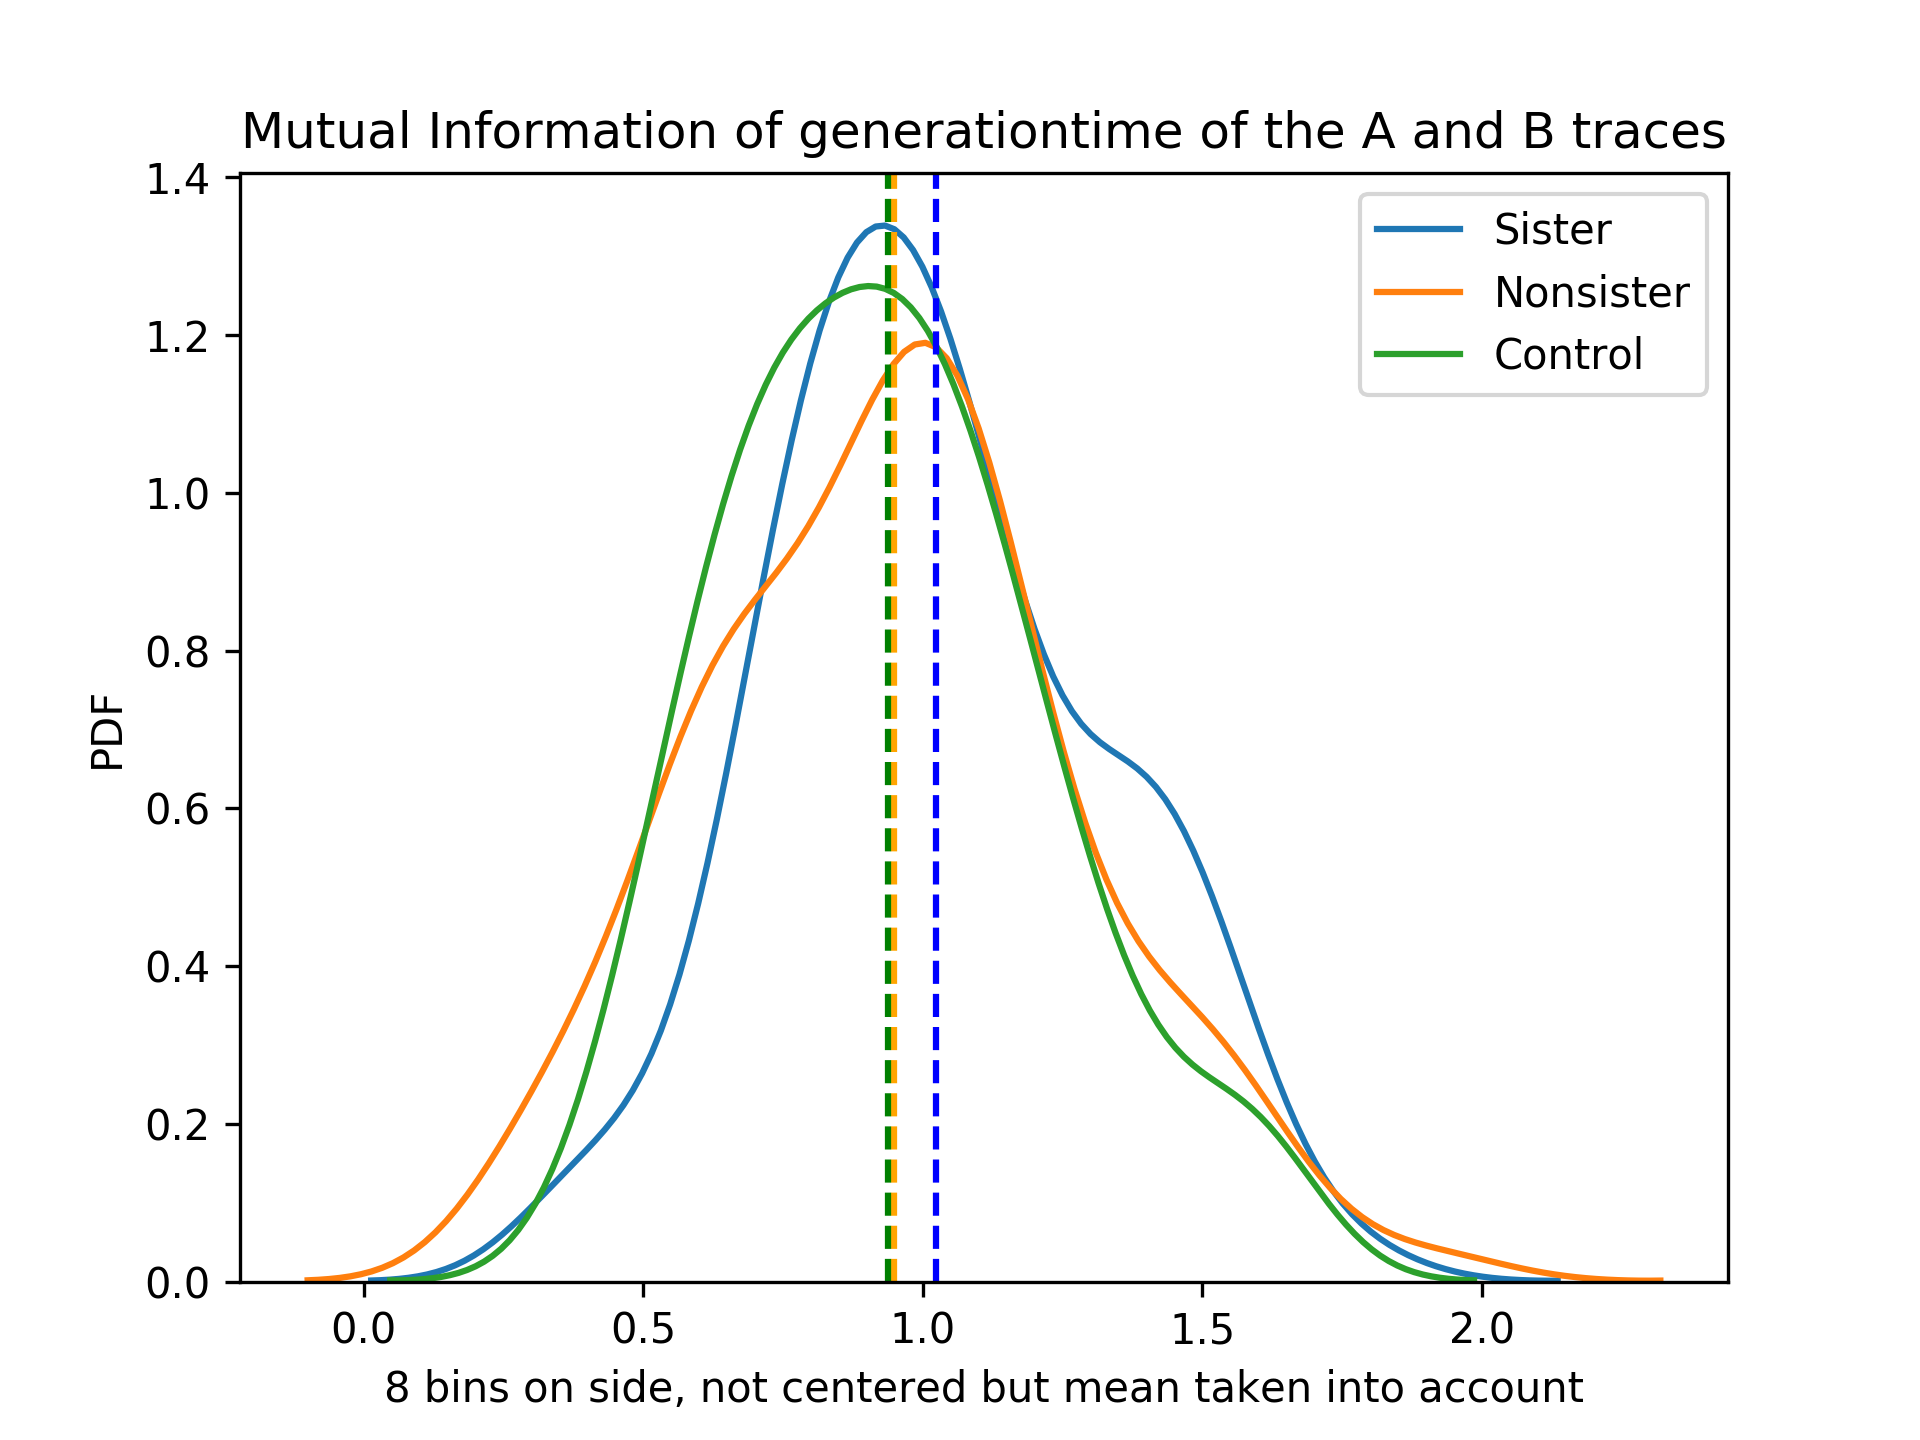 Mutual Information of generationtime of the A and B traces
1.4
1.2
1.0
0.8
0.6
0.4
0.2
0.0
PDF
Sister
Nonsister
Control
0.0 0.5 1.0 1.5 2.0
8 bins on side, not centered but mean taken into account